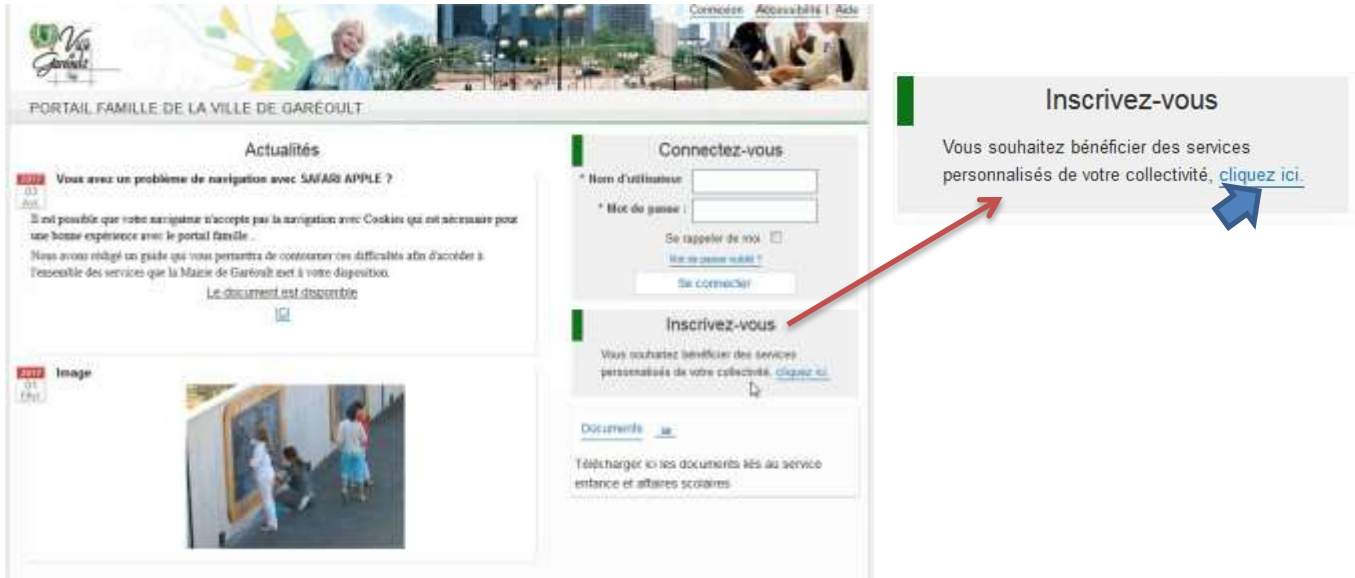 Connexion Accessibilité | Aide
Ville
de
Garéoult
PORTAIL FAMILLE DE LA VILLE DE GARÉOULT
Actualités
2017
03
Avr.
Vous avez un problème de navigation avec SAFARI APPLE ?
Il est possible que votre navigateur n'accepte pas la navigation avec Cookies qui est nécessaire pour
une bonne expérience avec le portail famille .
Nous avons rédigé un guide qui vous permettra de contourner ces difficultés afin d'accéder à
l'ensemble des services que la Mairie de Garéoult met à votre disposition.
Le document est disponible
ICI
2017
01
Févr.
Image
Connectez-vous
* Nom d'utilisateur
* Mot de passe :
Se rappeler de moi
Mot de passe oublié ?
Se connecter
Inscrivez-vous
Vous souhaitez bénéficier des services
personnalisés de votre collectivité, cliquez ici.
Documents
Télécharger ici les documents liés au service
enfance et affaires scolaires
Inscrivez-vous
Vous souhaitez bénéficier des services
personnalisés de votre collectivité, cliquez ici.